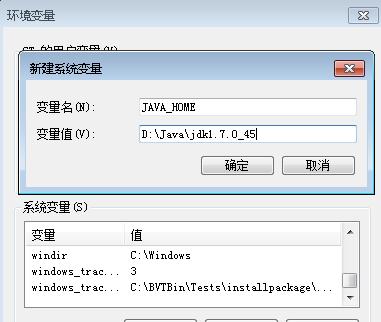 环境变量
的用户变量(U)
新建系统变量
变量名(N): JAVA_HOME
变量值(V): D:\Java\jdk1.7.0_45
确定 取消
系统变量(S)
变量 值
windir C:\Windows
windows_trac... 3
windows_trac... C:\BVTBin\Tests\installpackage\...